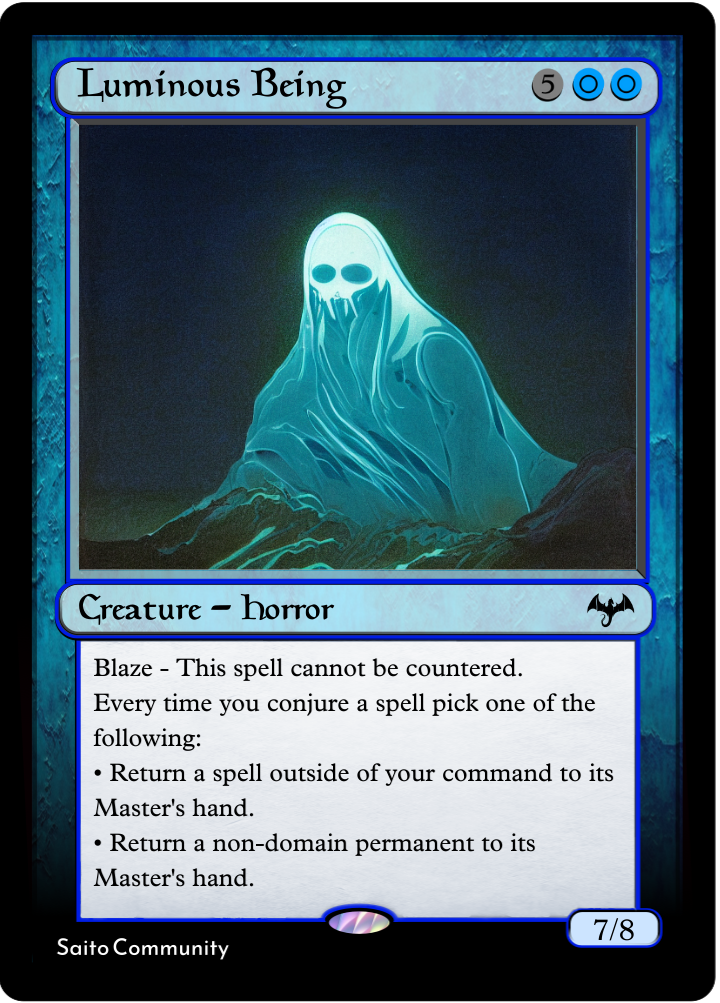 Luminous Being 5
Creature – Horror
Blaze - This spell cannot be countered.
Every time you conjure a spell pick one of the
following:
• Return a spell outside of your command to its
Master's hand.
• Return a non-domain permanent to its
Master's hand.
7/8
Saito Community